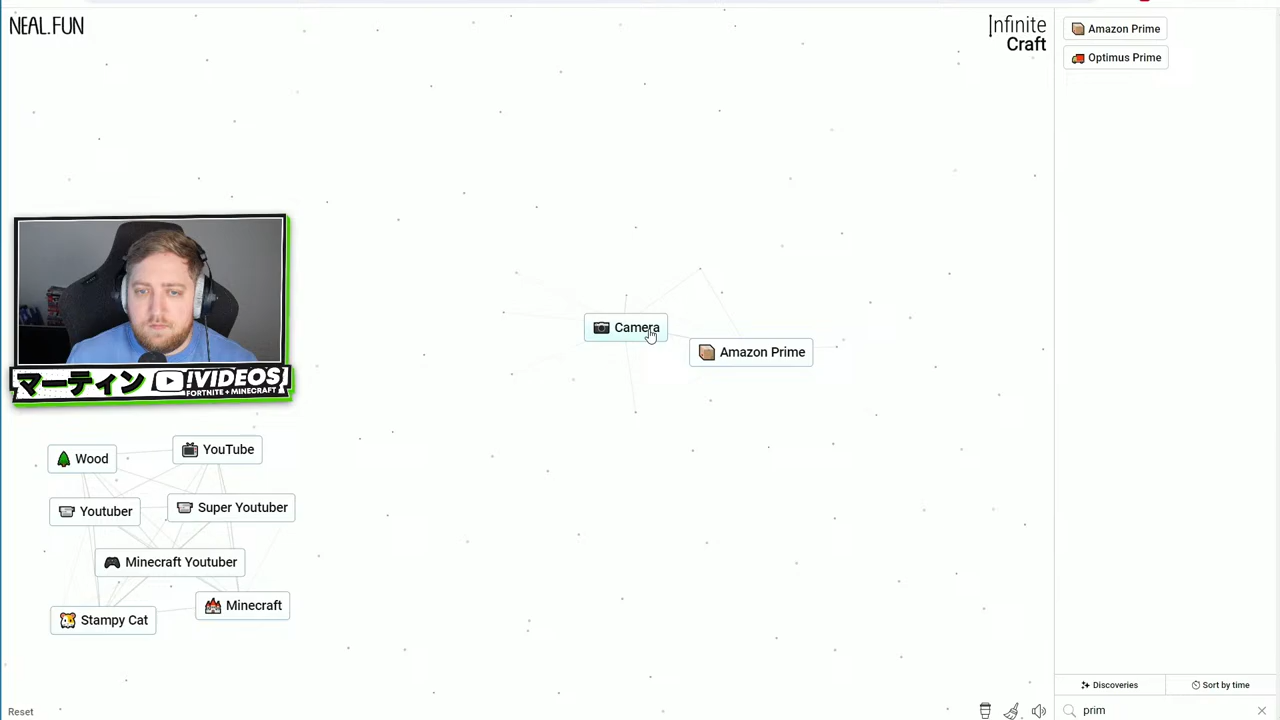 NEAL.FUN
Infinite
Craft
Amazon Prime
Optimus Prime
Camera
Amazon Prime
マーティン !VIDEOS
FORTNITE + MINECRAFT
Wood
YouTube
Youtuber
Super Youtuber
Minecraft Youtuber
Stampy Cat
Minecraft
Reset
Discoveries
Sort by time
prim